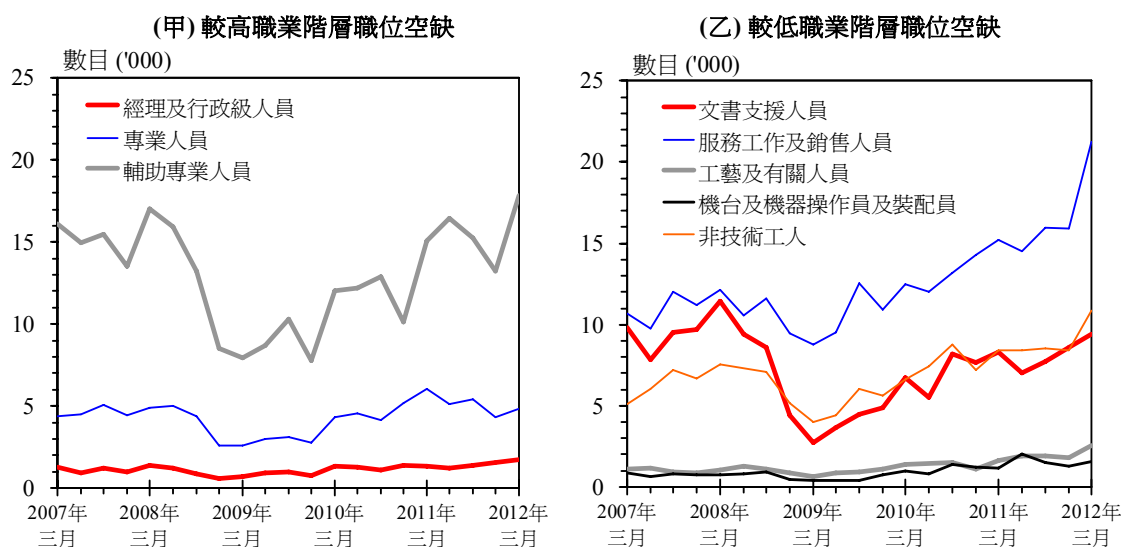 (甲) 較高職業階層職位空缺
數目 ('000)
25
20
15
10
5
0
經理及行政級人員
專業人員
輔助專業人員
2007年 2008年 2009年 2010年 2011年 2012年
三月 三月 三月 三月 三月 三月
(乙) 較低職業階層職位空缺
數目 ('000)
25
20
15
10
5
0
文書支援人員
服務工作及銷售人員
工藝及有關人員
機台及機器操作員及裝配員
非技術工人
2007年 2008年 2009年 2010年 2011年 2012年
三月 三月 三月 三月 三月 三月